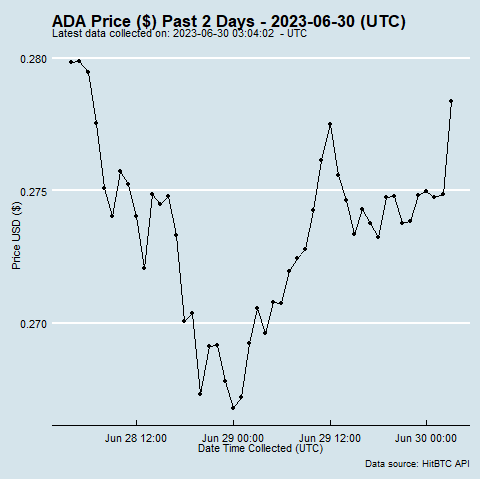 ADA Price ($) Past 2 Days - 2023-06-30 (UTC)
Latest data collected on: 2023-06-30 03:04:02 - UTC
0.280
0.275
0.270
Price USD ($)
Jun 28 12:00 Jun 29 00:00 Jun 29 12:00 Jun 30 00:00
Date Time Collected (UTC)
Data source: HitBTC API